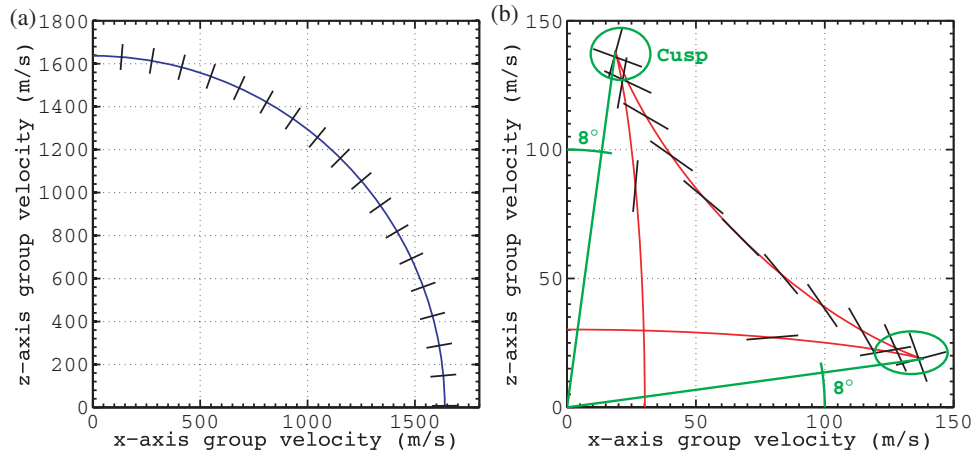 (a)
z-axis group velocity (m/s)
1800
1600
1400
1200
1000
800
600
400
200
0
0 500 1000 1500
x-axis group velocity (m/s)
(b)
z-axis group velocity (m/s)
150
100
50
0
Cusp
8°
8°
0 50 100 150
x-axis group velocity (m/s)